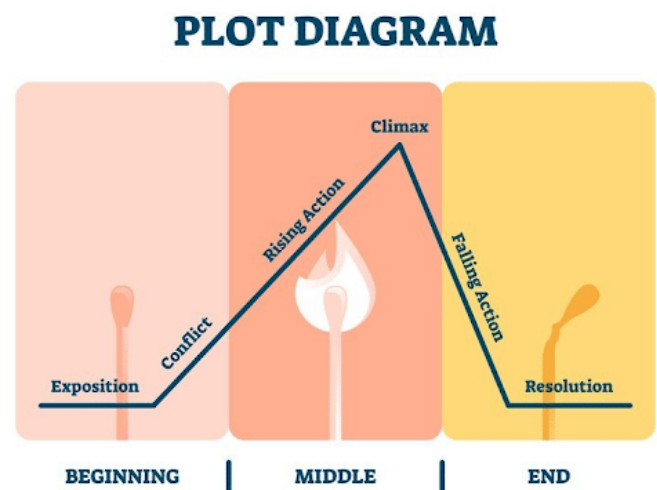 PLOT DIAGRAM
Climax
Rising Action
Falling Action
Conflict
Exposition
Resolution
BEGINNING | MIDDLE | END